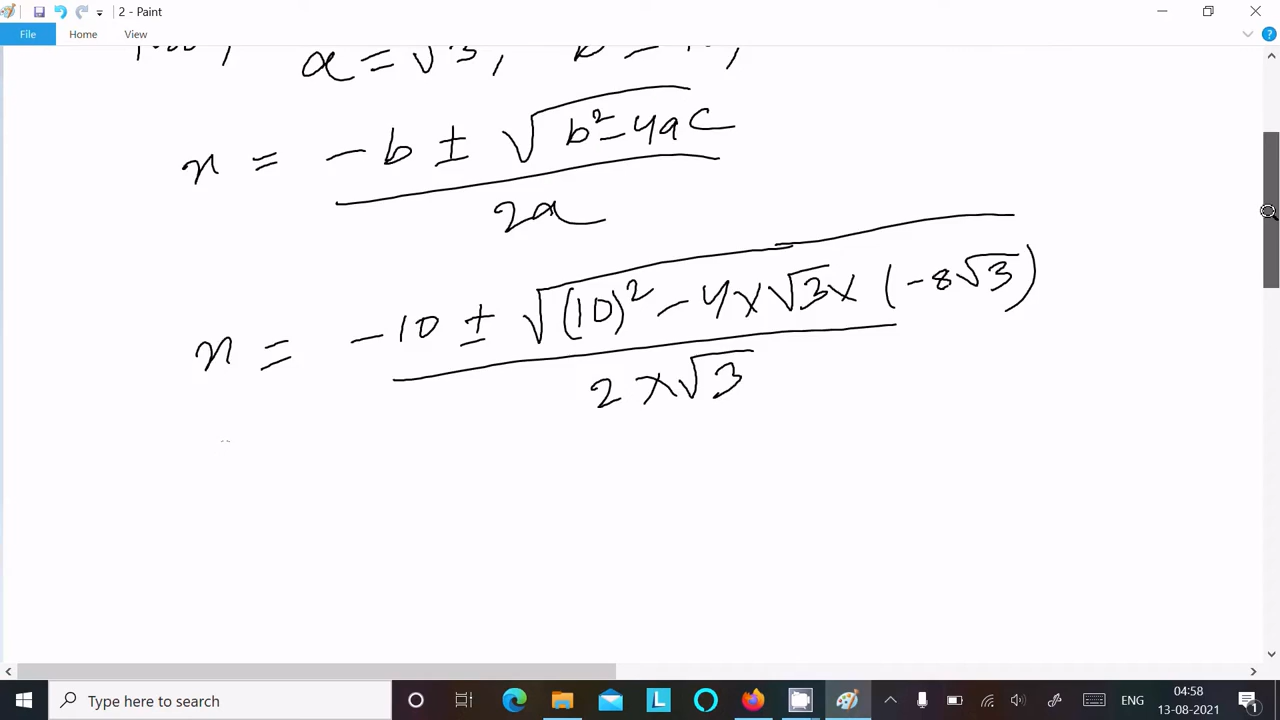 2 - Paint
File Home View
a = √3, b = 10,
x = −b ± √(b² − 4ac) / 2a
x = −10 ± √((10)² − 4 × √3 × (−8√3)) / 2 × √3
Type here to search
ENG
04:58
13-08-2021